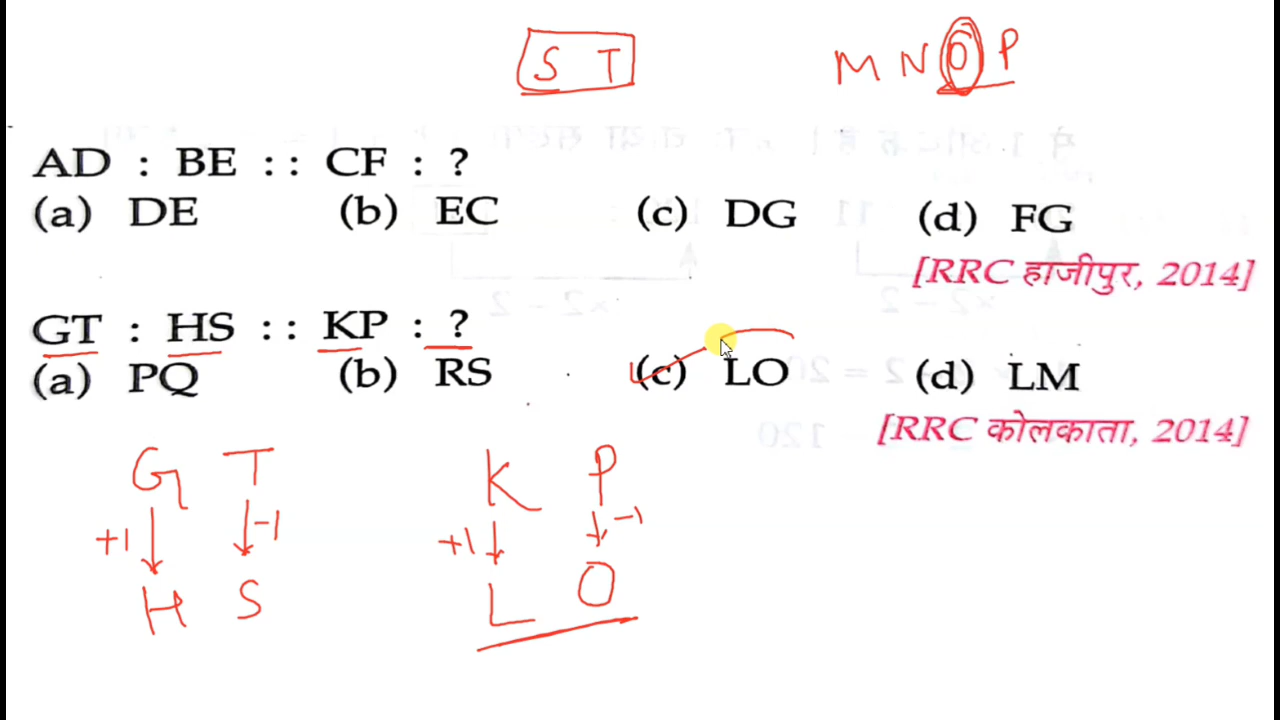 S T M N O P
AD : BE :: CF : ?
(a) DE (b) EC (c) DG (d) FG
[RRC हाजीपुर, 2014]
GT : HS :: KP : ?
(a) PQ (b) RS (c) LO (d) LM
[RRC कोलकाता, 2014]
G T K P
+1 -1 +1 -1
H S L O